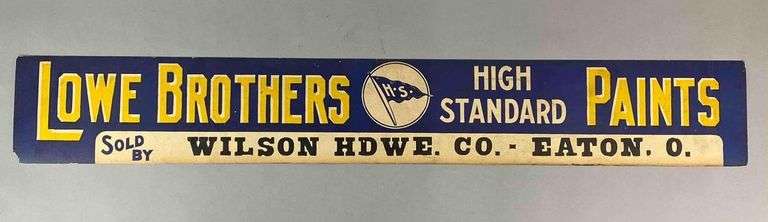 LOWE BROTHERS H.S. HIGH STANDARD PAINTS
SOLD BY WILSON HDWE. CO. - EATON, O.